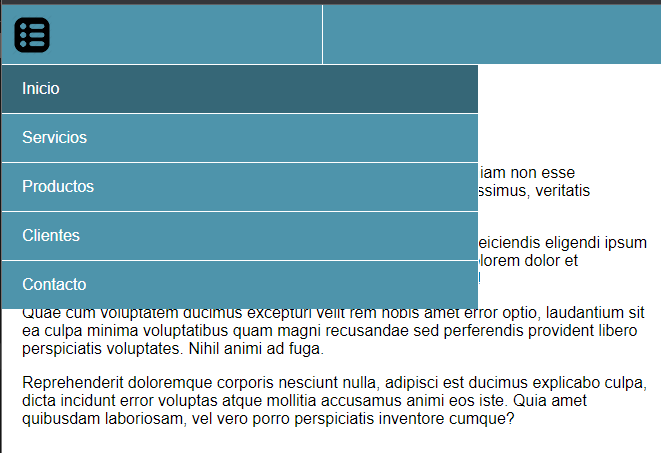 Inicio
Servicios
Productos
Clientes
Contacto
iam non esse
ssimus, veritatis
eiciendis eligendi ipsum
lorem dolor et
Quae cum voluptatem ducimus excepturi velit rem nobis amet error optio, laudantium sit
ea culpa minima voluptatibus quam magni recusandae sed perferendis provident libero
perspiciatis voluptates. Nihil animi ad fuga.
Reprehenderit doloremque corporis nesciunt nulla, adipisci est ducimus explicabo culpa,
dicta incidunt error voluptas atque mollitia accusamus animi eos iste. Quia amet
quibusdam laboriosam, vel vero porro perspiciatis inventore cumque?